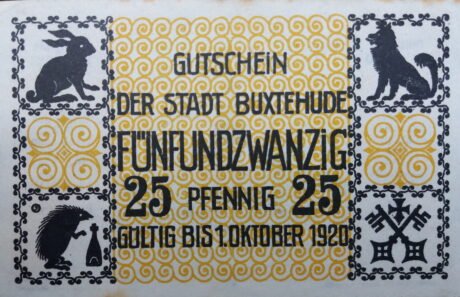 GUTSCHEIN
DER STADT BUXTEHUDE
FÜNFUNDZWANZIG
25 PFENNIG 25
GÜLTIG BIS 1. OKTOBER 1920